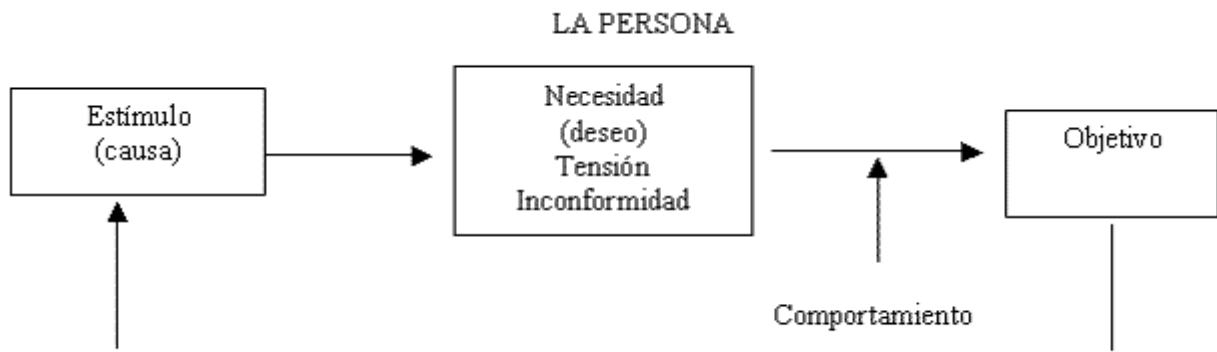 LA PERSONA
Estímulo
(causa)
Necesidad
(deseo)
Tensión
Inconformidad
Objetivo
Comportamiento